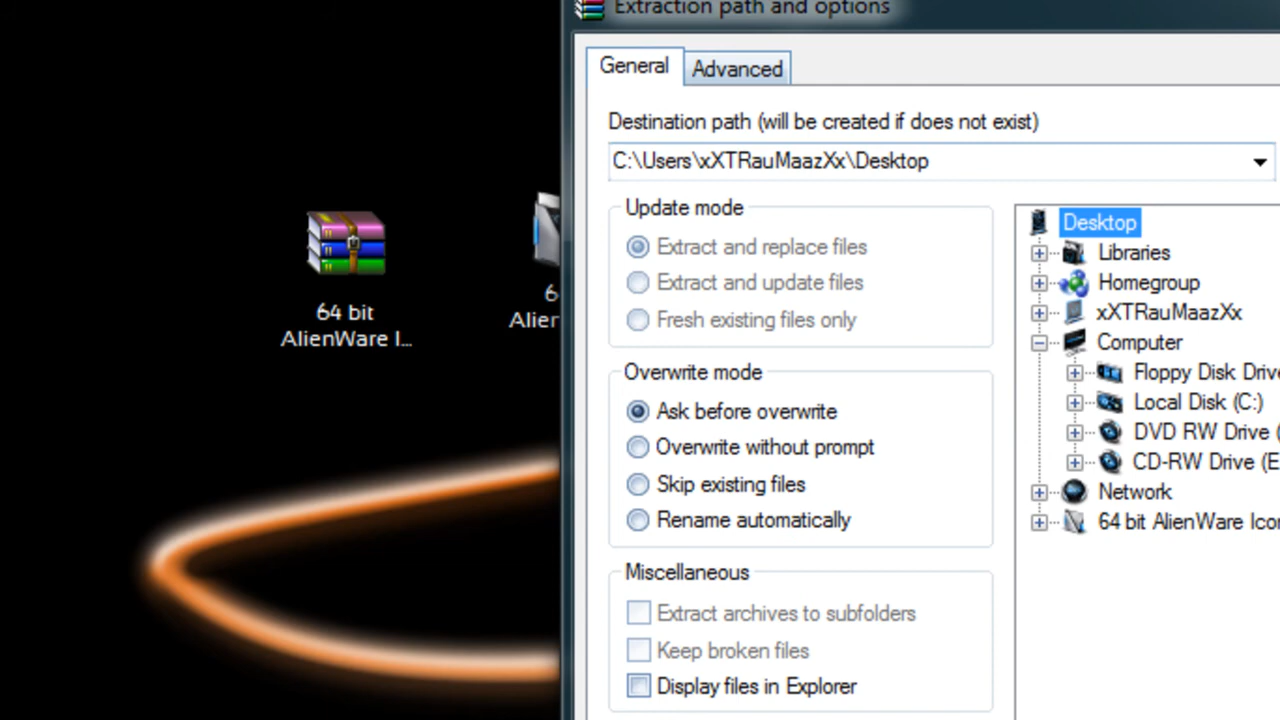 Extraction path and options
General
Advanced
Destination path (will be created if does not exist)
C:\Users\xXTRauMaazXx\Desktop
Update mode
Extract and replace files
Extract and update files
Fresh existing files only
Overwrite mode
Ask before overwrite
Overwrite without prompt
Skip existing files
Rename automatically
Miscellaneous
Extract archives to subfolders
Keep broken files
Display files in Explorer
Desktop
Libraries
Homegroup
xXTRauMaazXx
Computer
Floppy Disk Drive
Local Disk (C:)
DVD RW Drive (
CD-RW Drive (E
Network
64 bit AlienWare Icon
64 bit
AlienWare I...
6
Alien